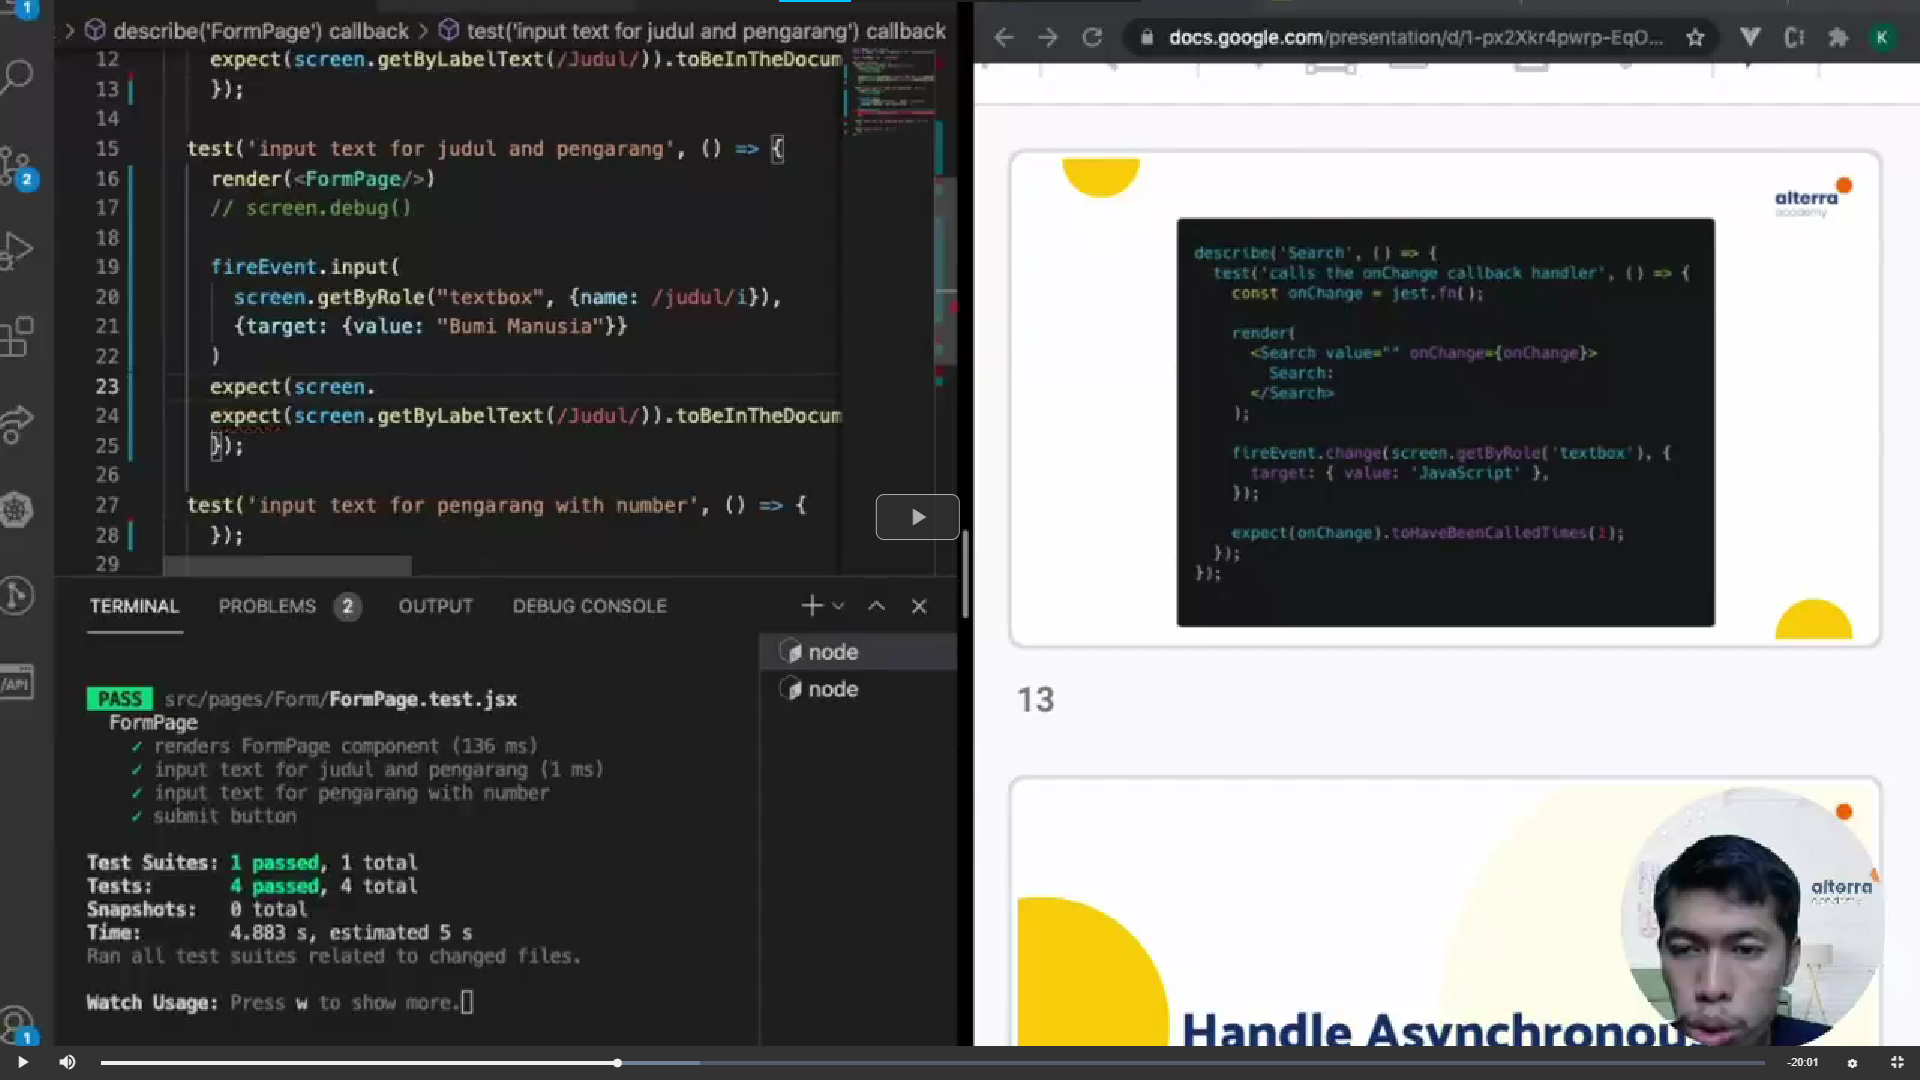 1
describe('FormPage') callback > test('input text for judul and pengarang') callback
12 expect(screen.getByLabelText(/Judul/)).toBeInTheDocum
13 });
14
15 test('input text for judul and pengarang', () => {
16 render(<FormPage/>)
17 // screen.debug()
18
19 fireEvent.input(
20 screen.getByRole("textbox", {name: /judul/i}),
21 {target: {value: "Bumi Manusia"}}
22 )
23 expect(screen.
24 expect(screen.getByLabelText(/Judul/)).toBeInTheDocum
25 });
26
27 test('input text for pengarang with number', () => {
28 });
29
2
/API
1
TERMINAL PROBLEMS 2 OUTPUT DEBUG CONSOLE
node
node
PASS src/pages/Form/FormPage.test.jsx
FormPage
✓ renders FormPage component (136 ms)
✓ input text for judul and pengarang (1 ms)
✓ input text for pengarang with number
✓ submit button
Test Suites: 1 passed, 1 total
Tests: 4 passed, 4 total
Snapshots: 0 total
Time: 4.883 s, estimated 5 s
Ran all test suites related to changed files.
Watch Usage: Press w to show more.
docs.google.com/presentation/d/1-px2Xkr4pwrp-EqO...
K
alterra
academy
describe('Search', () => {
test('calls the onChange callback handler', () => {
const onChange = jest.fn();
render(
<Search value="" onChange={onChange}>
Search:
</Search>
);
fireEvent.change(screen.getByRole('textbox'), {
target: { value: 'JavaScript' },
});
expect(onChange).toHaveBeenCalledTimes(1);
});
});
13
alterra
academy
Handle Asynchronou
-20:01